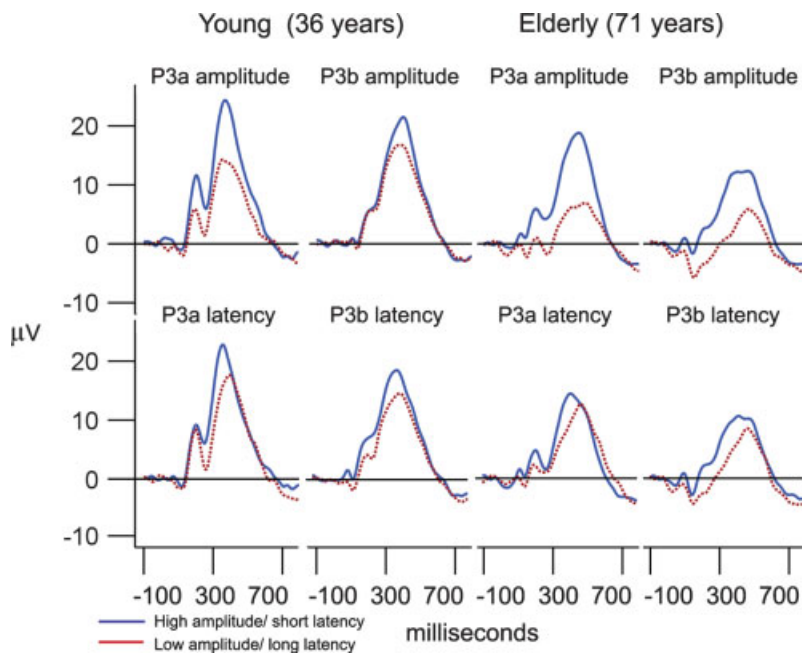 Young (36 years) Elderly (71 years)
P3a amplitude P3b amplitude P3a amplitude P3b amplitude
20
10
0
-10
μV
P3a latency P3b latency P3a latency P3b latency
20
10
0
-10
-100 300 700 -100 300 700 -100 300 700 -100 300 700
High amplitude/ short latency
Low amplitude/ long latency
milliseconds